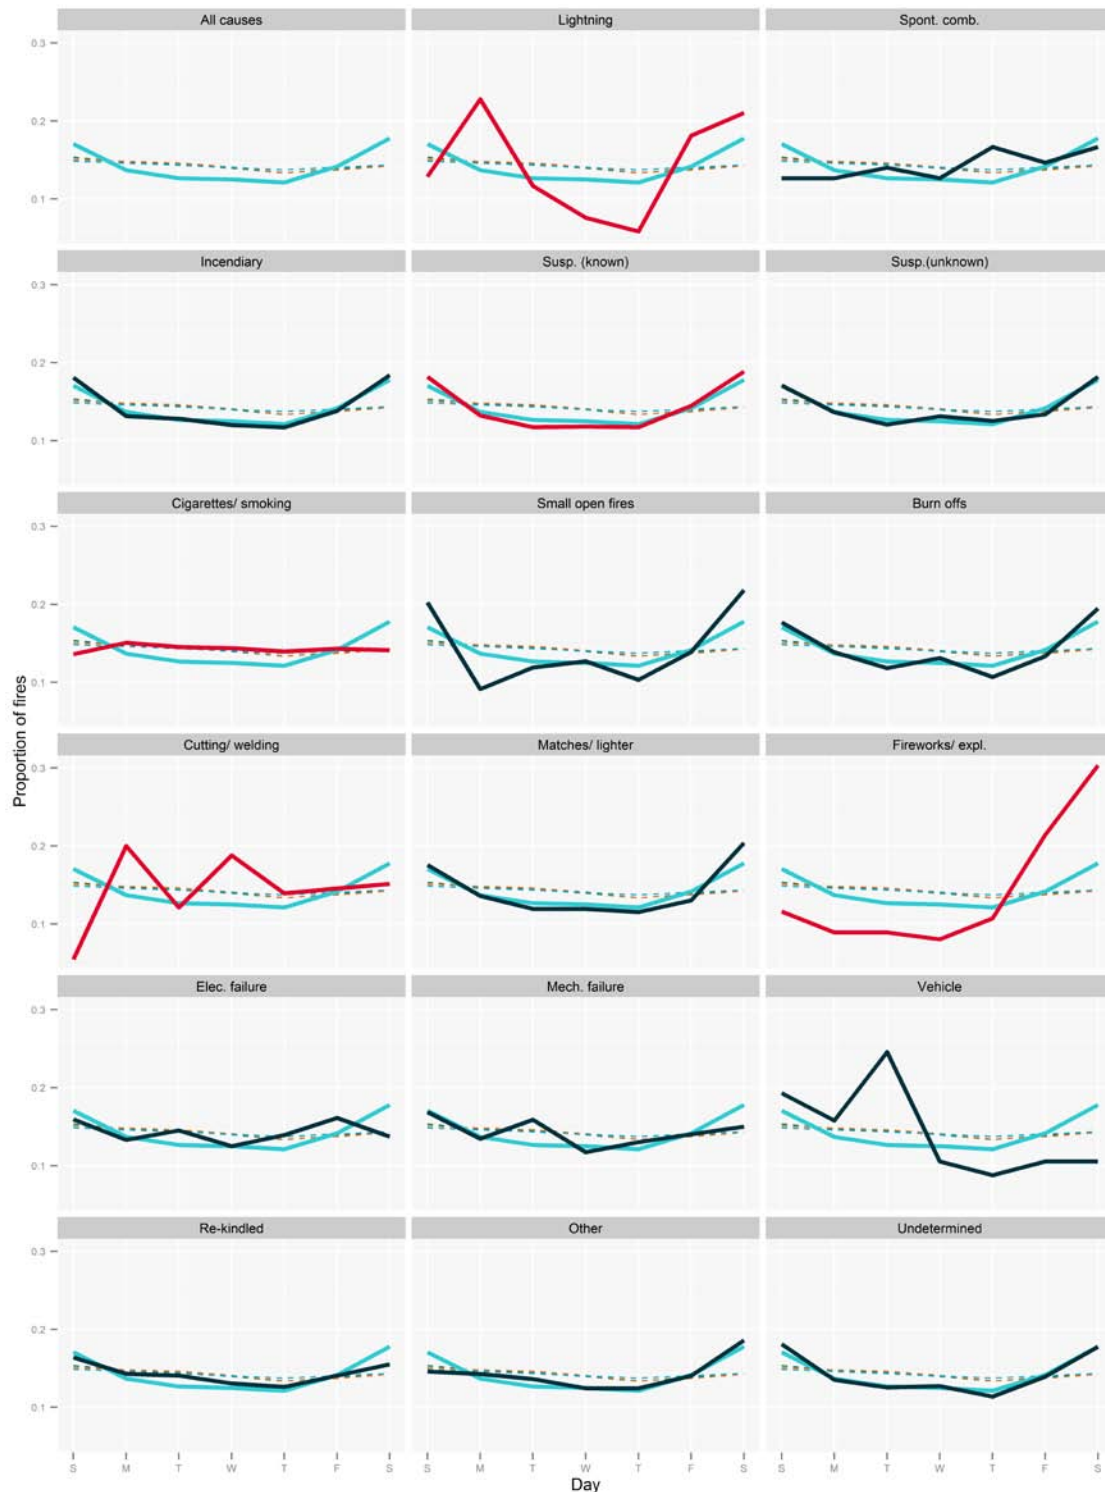 All causes Lightning Spont. comb.
0.3
0.2
0.1
Incendiary Susp. (known) Susp.(unknown)
0.3
0.2
0.1
Cigarettes/ smoking Small open fires Burn offs
0.3
0.2
0.1
Proportion of fires
Cutting/ welding Matches/ lighter Fireworks/ expl.
0.3
0.2
0.1
Elec. failure Mech. failure Vehicle
0.3
0.2
0.1
Re-kindled Other Undetermined
0.3
0.2
0.1
S M T W T F S S M T W T F S S M T W T F S
Day